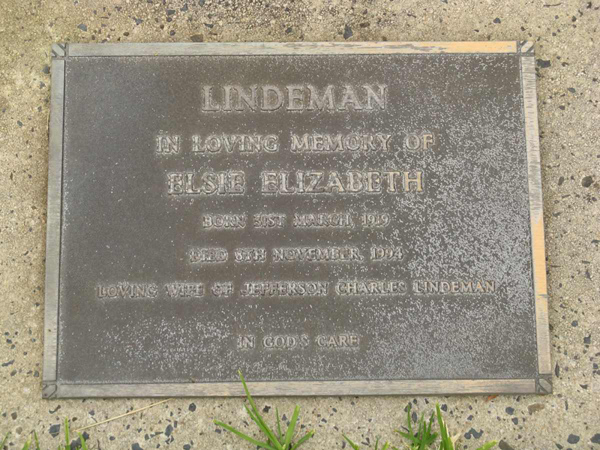 LINDEMAN
IN LOVING MEMORY OF
ELSIE ELIZABETH
BORN 31ST MARCH, 1919
DIED NOVEMBER, 1994
LOVING WIFE OF JEFFERSON CHARLES LINDEMAN
IN GOD'S CARE